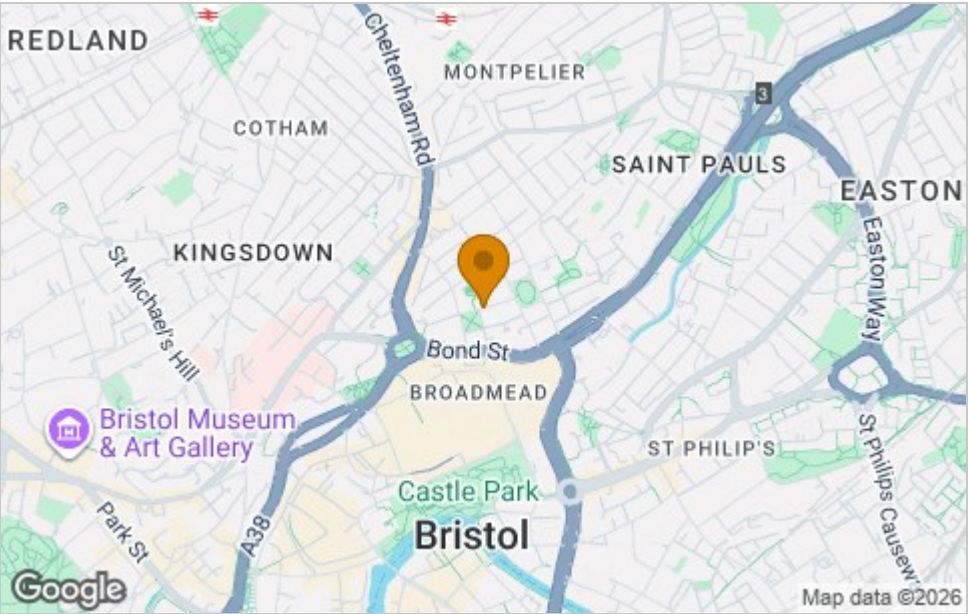 REDLAND
Cheltenham Rd
MONTPELIER
COTHAM
3
SAINT PAULS
EASTON
KINGSDOWN
St Michael's Hill
Easton Way
Bond St
BROADMEAD
Bristol Museum
& Art Gallery
ST PHILIP'S
St Philips Causew
Castle Park
Park St
A38
Bristol
Google
Map data ©2026